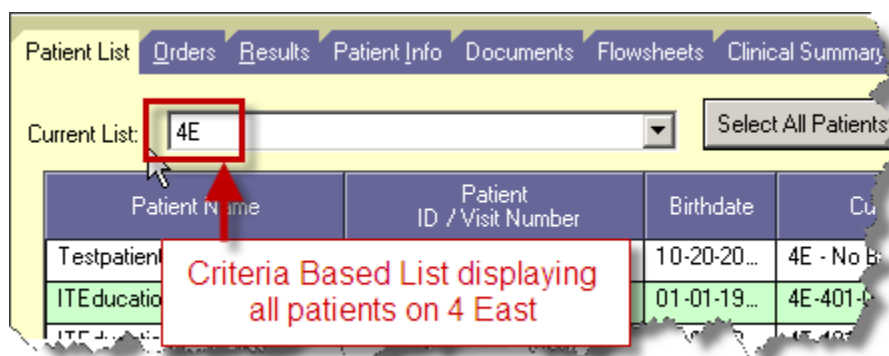 Patient List Orders Results Patient Info Documents Flowsheets Clinical Summary
Current List: 4E Select All Patients
Patient Name Patient ID / Visit Number Birthdate Cu
Testpatient 10-20-20... 4E - No B
ITEducatio 01-01-19... 4E-401-
Criteria Based List displaying
all patients on 4 East